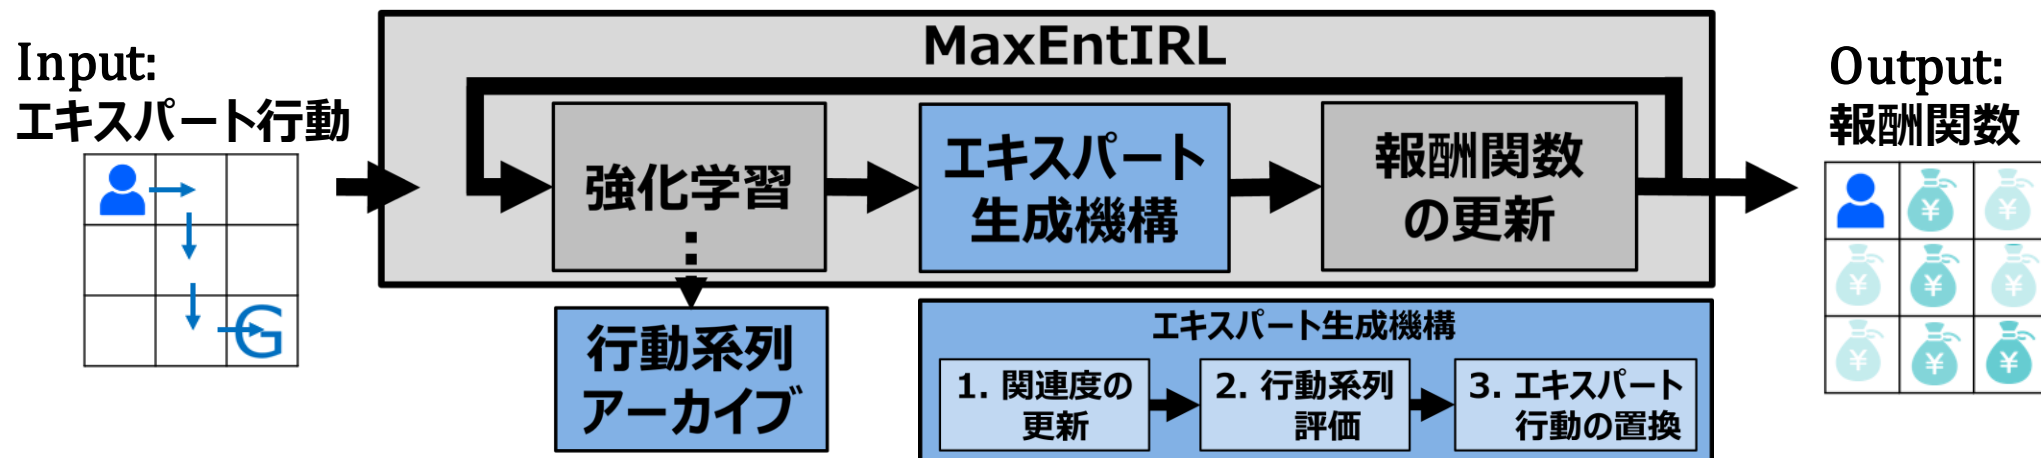 Input:
エキスパート行動
G
MaxEntIRL
強化学習
エキスパート
生成機構
報酬関数
の更新
行動系列
アーカイブ
エキスパート生成機構
1. 関連度の
更新
2. 行動系列
評価
3. エキスパート
行動の置換
Output:
報酬関数
¥ ¥
¥ ¥ ¥
¥ ¥ ¥